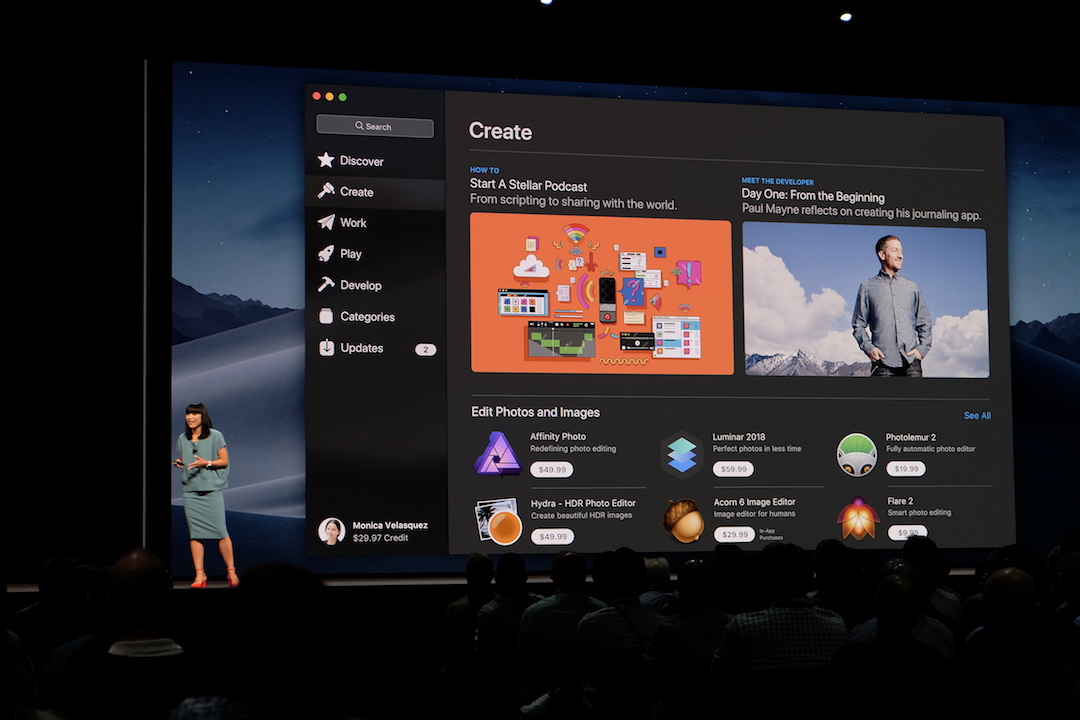 Search
Discover
Create
Work
Play
Develop
Categories
Updates
2
Monica Velasquez
$29.97 Credit
Create
HOW TO
Start A Stellar Podcast
From scripting to sharing with the world.
MEET THE DEVELOPER
Day One: From the Beginning
Paul Mayne reflects on creating his journaling app.
Edit Photos and Images
See All
Affinity Photo
Redefining photo editing
$49.99
Luminar 2018
Perfect photos in less time
$59.99
Photolemur 2
Fully automatic photo editor
$19.99
Hydra - HDR Photo Editor
Create beautiful HDR images
$49.99
Acorn 6 Image Editor
Image editor for humans
$29.99
In-App
Purchases
Flare 2
Smart photo editing
$9.99